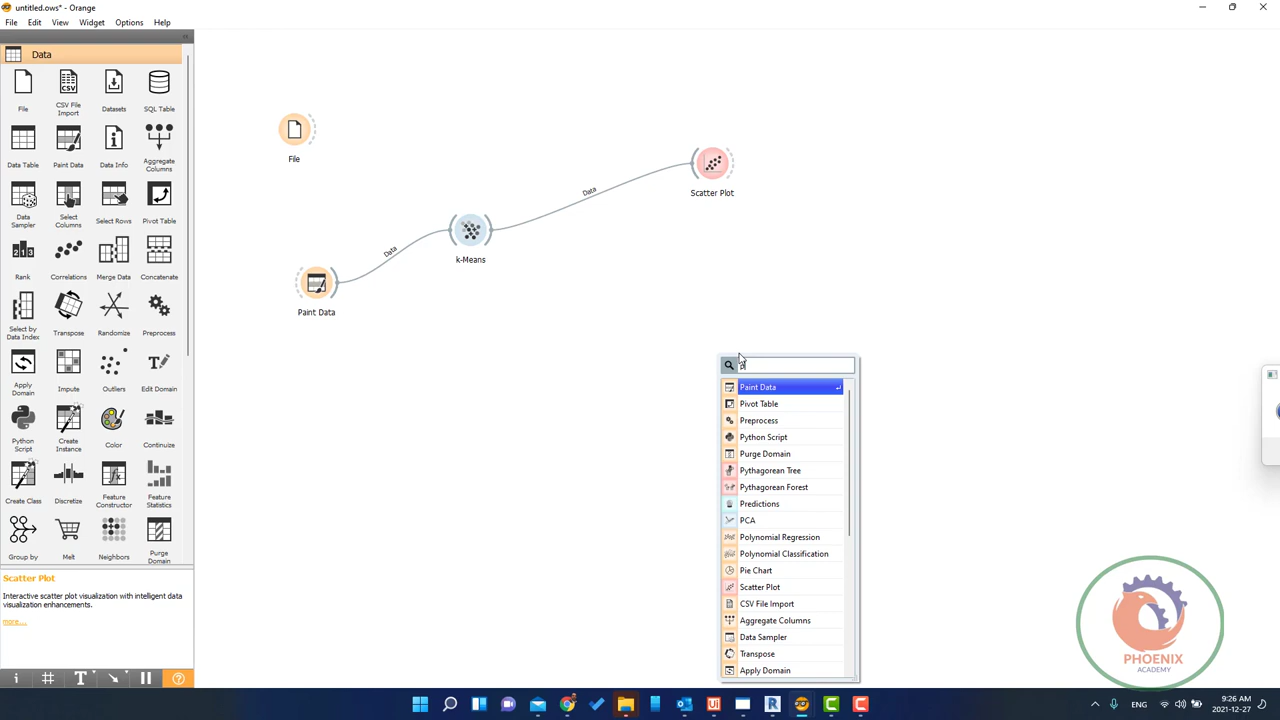 untitled.ows* - Orange
File Edit View Widget Options Help
Data
File
CSV File
Import
Datasets
SQL Table
Data Table
Paint Data
Data Info
Aggregate
Columns
Data
Sampler
Select
Columns
Select Rows
Pivot Table
Rank
Correlations
Merge Data
Concatenate
Select by
Data Index
Transpose
Randomize
Preprocess
Apply
Domain
Impute
Outliers
Edit Domain
Python
Script
Create
Instance
Color
Continuize
Create Class
Discretize
Feature
Constructor
Feature
Statistics
Group by
Melt
Neighbors
Purge
Domain
Scatter Plot
Interactive scatter plot visualization with intelligent data
visualization enhancements.
more...
File
Paint Data
Data
k-Means
Data
Scatter Plot
p
Paint Data
Pivot Table
Preprocess
Python Script
Purge Domain
Pythagorean Tree
Pythagorean Forest
Predictions
PCA
Polynomial Regression
Polynomial Classification
Pie Chart
Scatter Plot
CSV File Import
Aggregate Columns
Data Sampler
Transpose
Apply Domain
PHOENIX
ACADEMY
ENG
9:26 AM
2021-12-27